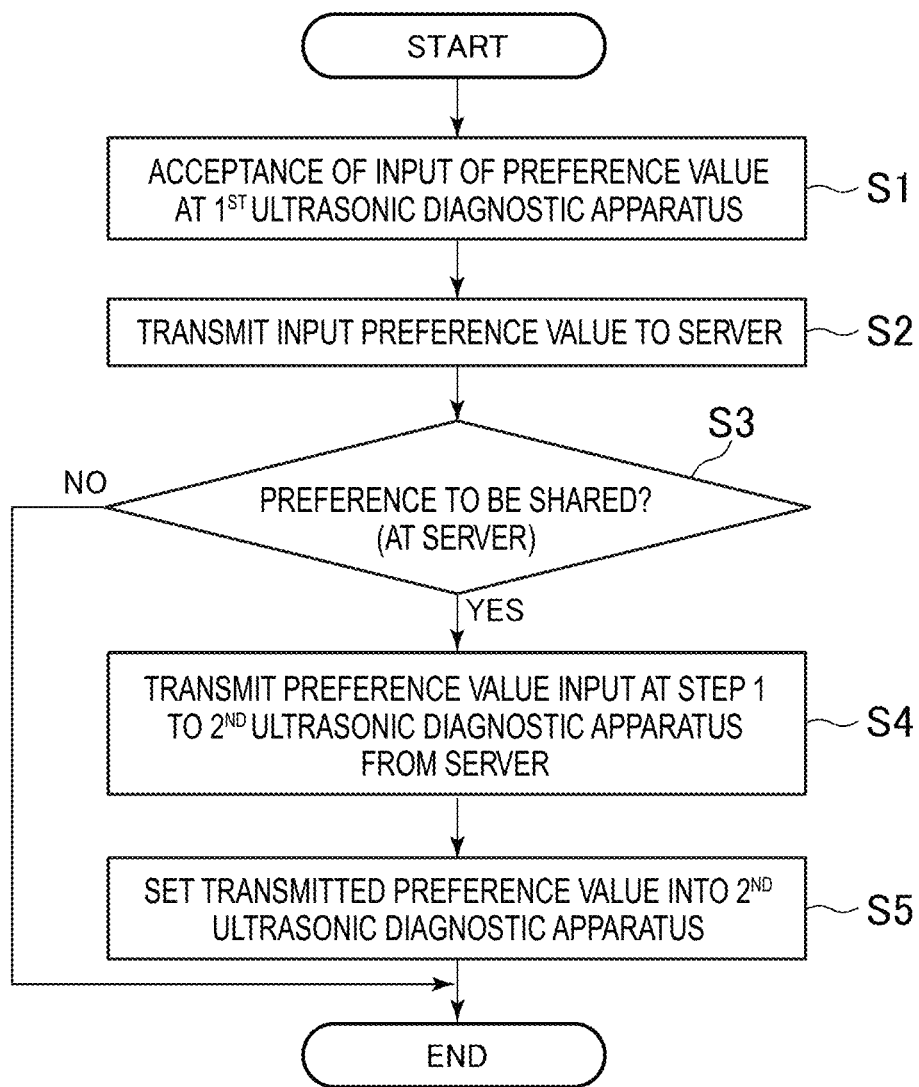 START
ACCEPTANCE OF INPUT OF PREFERENCE VALUE
AT 1ST ULTRASONIC DIAGNOSTIC APPARATUS
S1
TRANSMIT INPUT PREFERENCE VALUE TO SERVER
S2
S3
NO
PREFERENCE TO BE SHARED?
(AT SERVER)
YES
TRANSMIT PREFERENCE VALUE INPUT AT STEP 1
TO 2ND ULTRASONIC DIAGNOSTIC APPARATUS
FROM SERVER
S4
SET TRANSMITTED PREFERENCE VALUE INTO 2ND
ULTRASONIC DIAGNOSTIC APPARATUS
S5
END